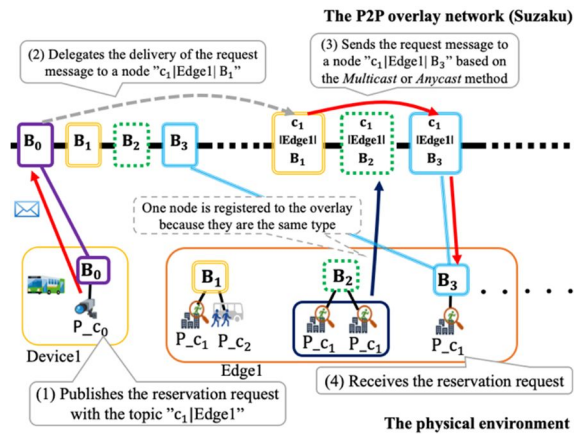 The P2P overlay network (Suzaku)
(2) Delegates the delivery of the request
message to a node "c₁|Edge1| B₁"
(3) Sends the request message to
a node "c₁|Edge1| B₃" based on
the Multicast or Anycast method
B₀
B₁
B₂
B₃
c₁
|Edge1|
B₁
c₁
|Edge1|
B₂
c₁
|Edge1|
B₃
One node is registered to the overlay
because they are the same type
B₀
P_c₀
Device1
B₁
P_c₁
P_c₂
B₂
P_c₁
P_c₁
B₃
P_c₁
Edge1
(1) Publishes the reservation request
with the topic "c₁|Edge1"
(4) Receives the reservation request
The physical environment